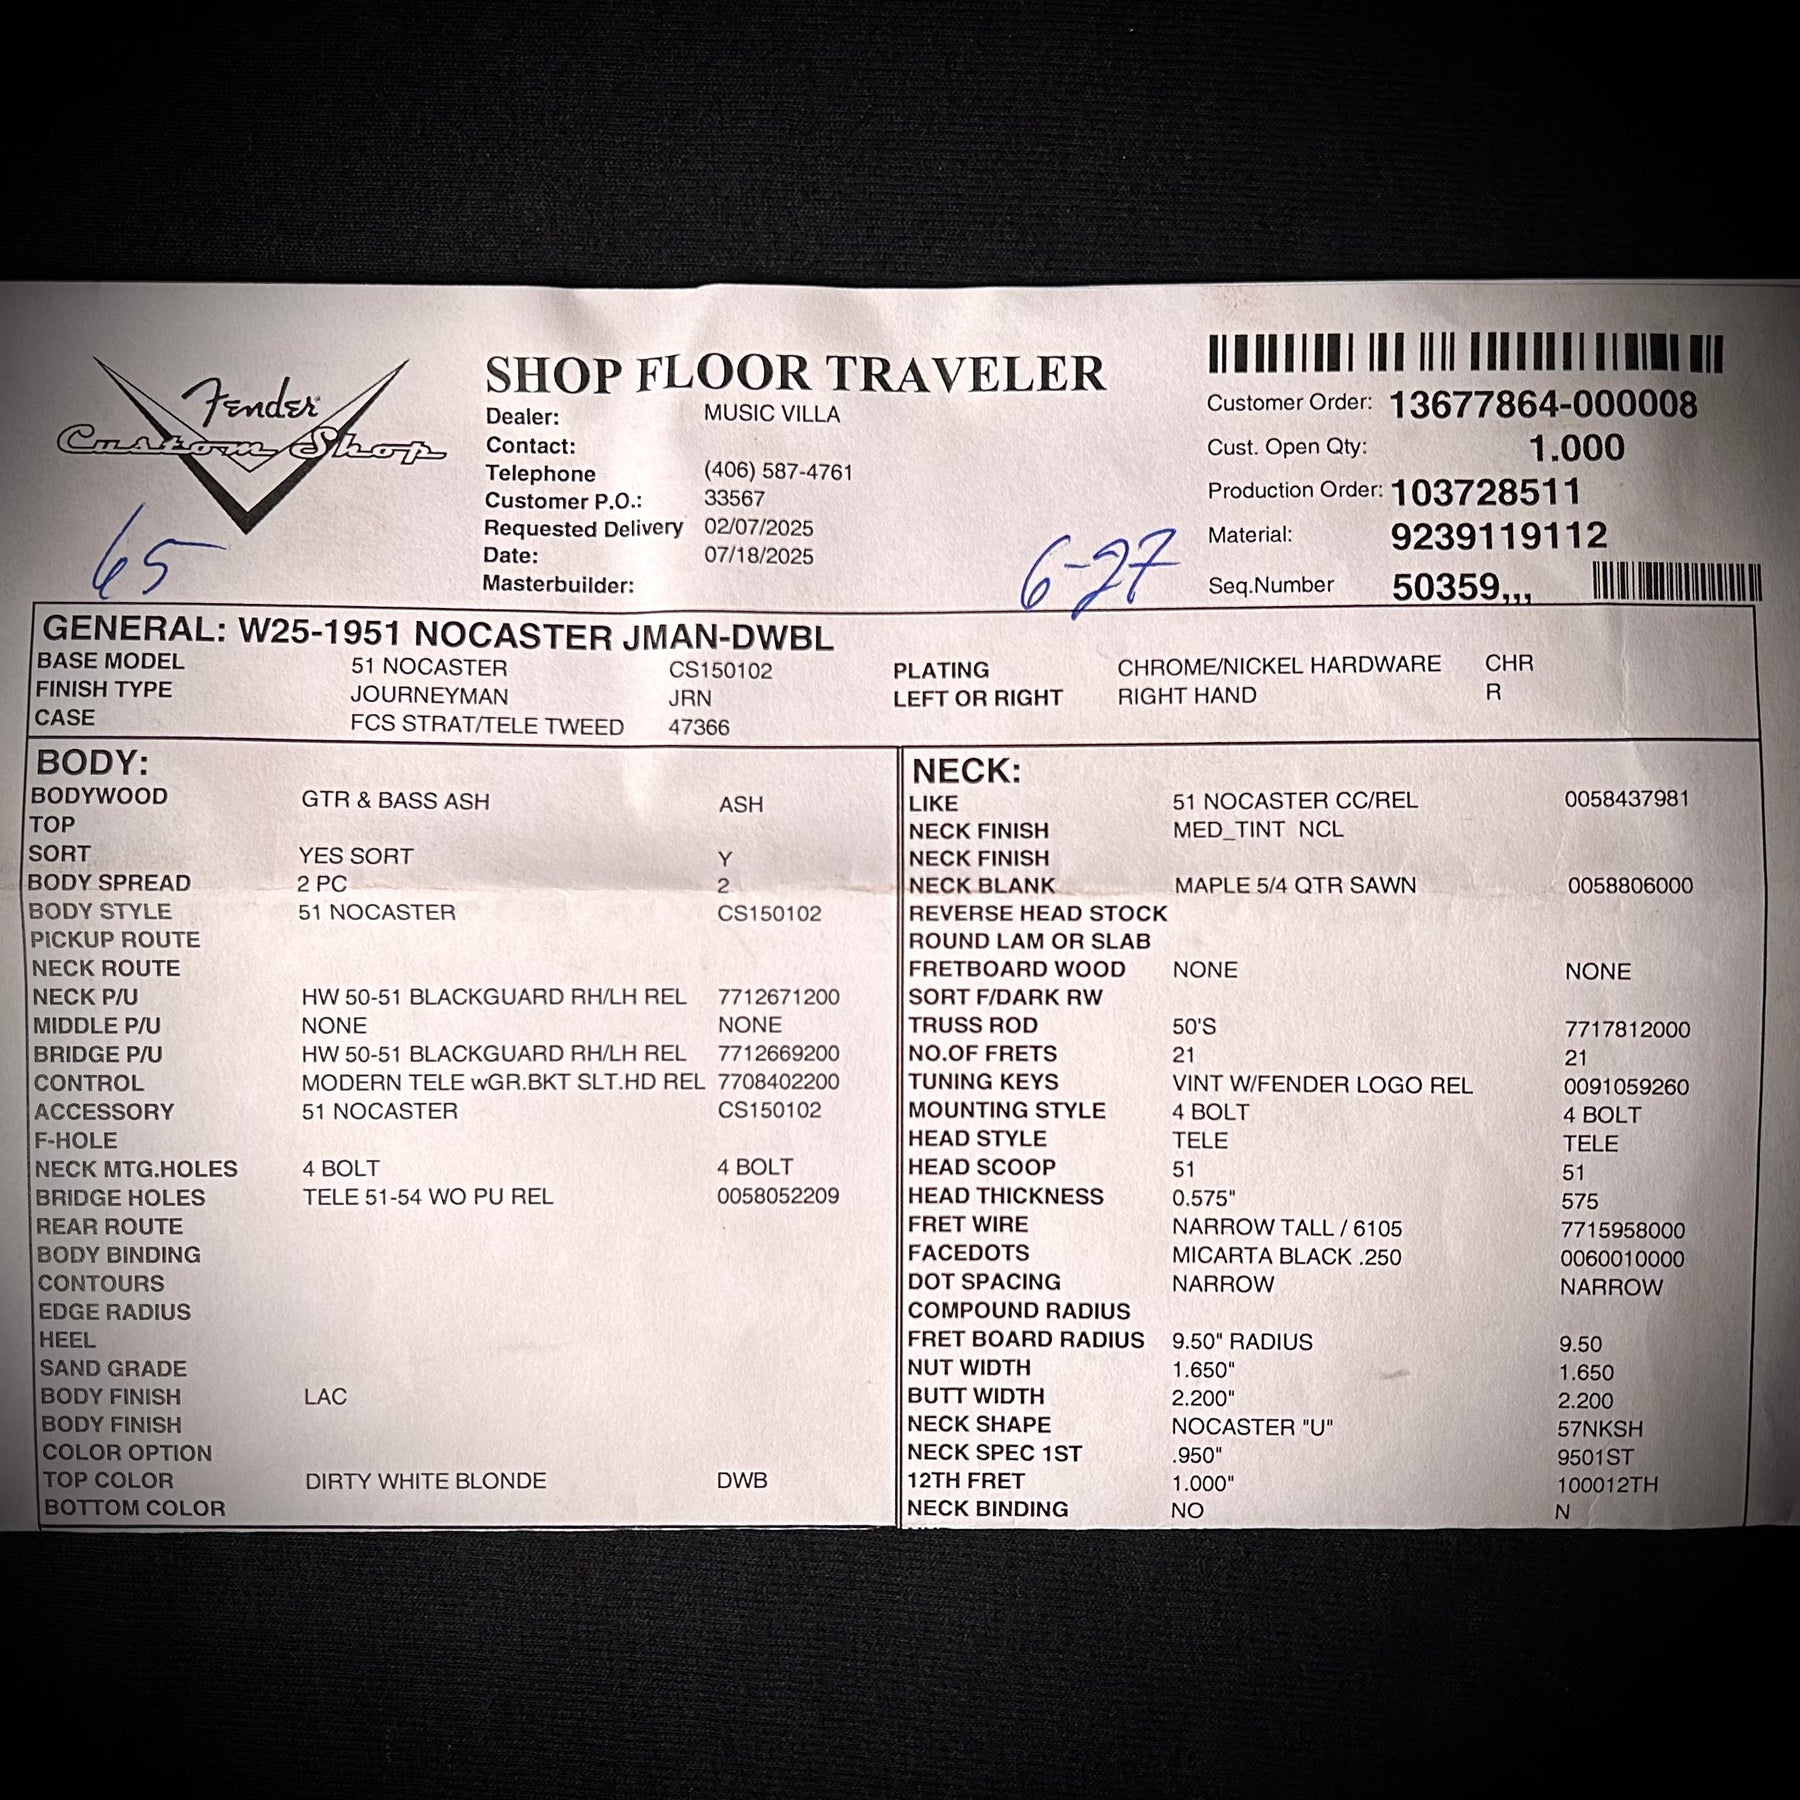 Fender
Custom Shop
65
SHOP FLOOR TRAVELER
Dealer: MUSIC VILLA
Contact:
Telephone (406) 587-4761
Customer P.O.: 33567
Requested Delivery 02/07/2025
Date: 07/18/2025
Masterbuilder:
6-27
Customer Order: 13677864-000008
Cust. Open Qty: 1.000
Production Order: 103728511
Material: 9239119112
Seq.Number 50359,,,
GENERAL: W25-1951 NOCASTER JMAN-DWBL
BASE MODEL 51 NOCASTER CS150102 PLATING CHROME/NICKEL HARDWARE CHR
FINISH TYPE JOURNEYMAN JRN LEFT OR RIGHT RIGHT HAND R
CASE FCS STRAT/TELE TWEED 47366
BODY:
BODYWOOD GTR & BASS ASH ASH
TOP
SORT YES SORT Y
BODY SPREAD 2 PC 2
BODY STYLE 51 NOCASTER CS150102
PICKUP ROUTE
NECK ROUTE
NECK P/U HW 50-51 BLACKGUARD RH/LH REL 7712671200
MIDDLE P/U NONE NONE
BRIDGE P/U HW 50-51 BLACKGUARD RH/LH REL 7712669200
CONTROL MODERN TELE wGR.BKT SLT.HD REL 7708402200
ACCESSORY 51 NOCASTER CS150102
F-HOLE
NECK MTG.HOLES 4 BOLT 4 BOLT
BRIDGE HOLES TELE 51-54 WO PU REL 0058052209
REAR ROUTE
BODY BINDING
CONTOURS
EDGE RADIUS
HEEL
SAND GRADE
BODY FINISH LAC
BODY FINISH
COLOR OPTION
TOP COLOR DIRTY WHITE BLONDE DWB
BOTTOM COLOR
NECK:
LIKE 51 NOCASTER CC/REL 0058437981
NECK FINISH MED_TINT NCL
NECK FINISH
NECK BLANK MAPLE 5/4 QTR SAWN 0058806000
REVERSE HEAD STOCK
ROUND LAM OR SLAB
FRETBOARD WOOD NONE NONE
SORT F/DARK RW
TRUSS ROD 50'S 7717812000
NO.OF FRETS 21 21
TUNING KEYS VINT W/FENDER LOGO REL 0091059260
MOUNTING STYLE 4 BOLT 4 BOLT
HEAD STYLE TELE TELE
HEAD SCOOP 51 51
HEAD THICKNESS 0.575" 575
FRET WIRE NARROW TALL / 6105 7715958000
FACEDOTS MICARTA BLACK .250 0060010000
DOT SPACING NARROW NARROW
COMPOUND RADIUS
FRET BOARD RADIUS 9.50" RADIUS 9.50
NUT WIDTH 1.650" 1.650
BUTT WIDTH 2.200" 2.200
NECK SHAPE NOCASTER "U" 57NKSH
NECK SPEC 1ST .950" 9501ST
12TH FRET 1.000" 100012TH
NECK BINDING NO N